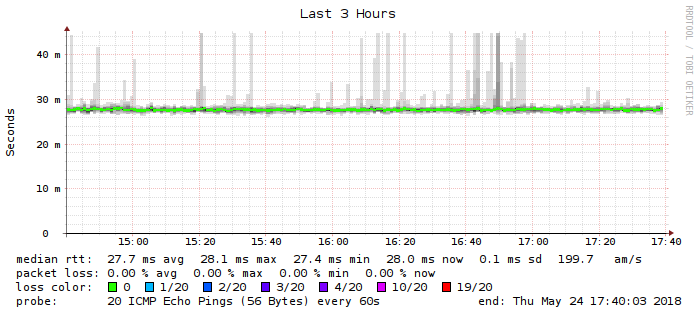 Last 3 Hours
RRDTOOL / TOBI OETIKER
Seconds
40 m
30 m
20 m
10 m
0
15:00 15:20 15:40 16:00 16:20 16:40 17:00 17:20 17:40
median rtt: 27.7 ms avg 28.1 ms max 27.4 ms min 28.0 ms now 0.1 ms sd 199.7 am/s
packet loss: 0.00 % avg 0.00 % max 0.00 % min 0.00 % now
loss color: 0 1/20 2/20 3/20 4/20 10/20 19/20
probe: 20 ICMP Echo Pings (56 Bytes) every 60s end: Thu May 24 17:40:03 2018